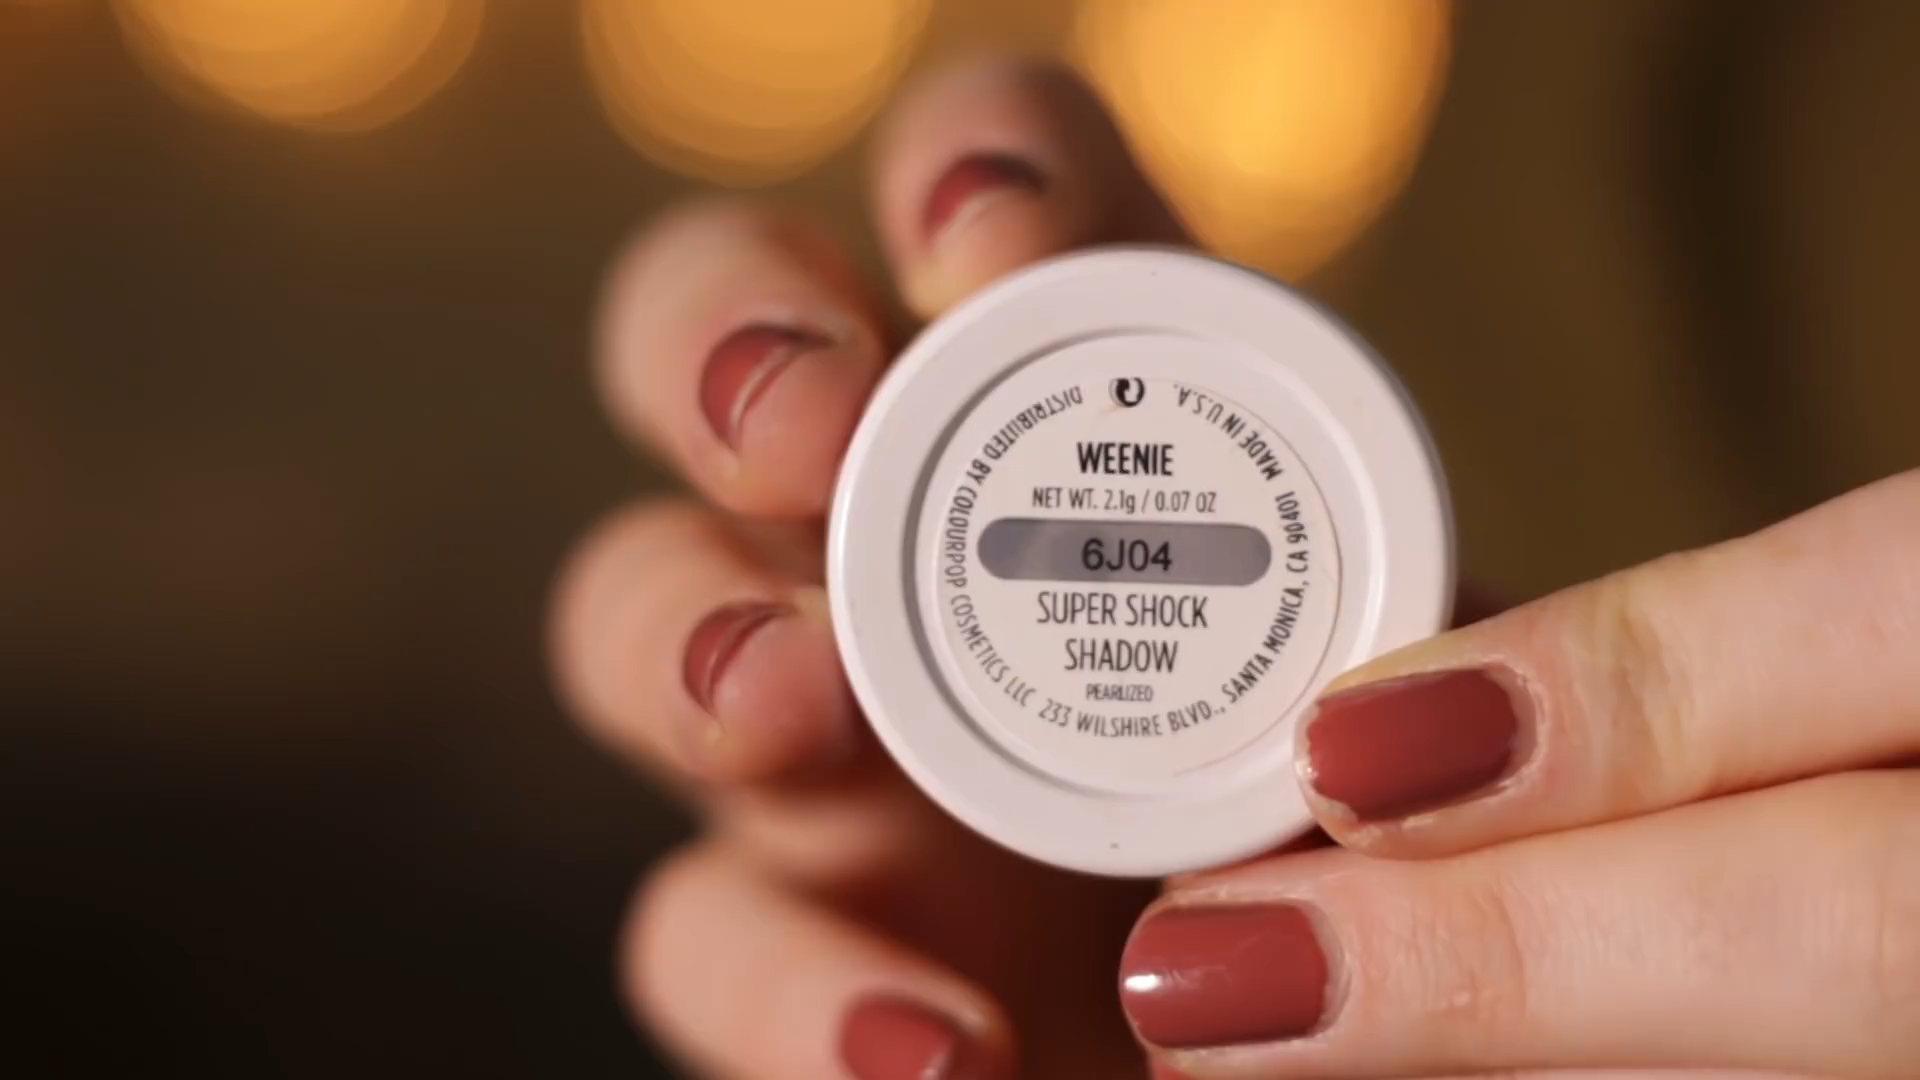 WEENIE
NET WT. 2.1g / 0.07 OZ
6J04
SUPER SHOCK
SHADOW
PEARLIZED
DISTRIBUTED BY COLOURPOP COSMETICS LLC 233 WILSHIRE BLVD., SANTA MONICA, CA 90401 MADE IN U.S.A.